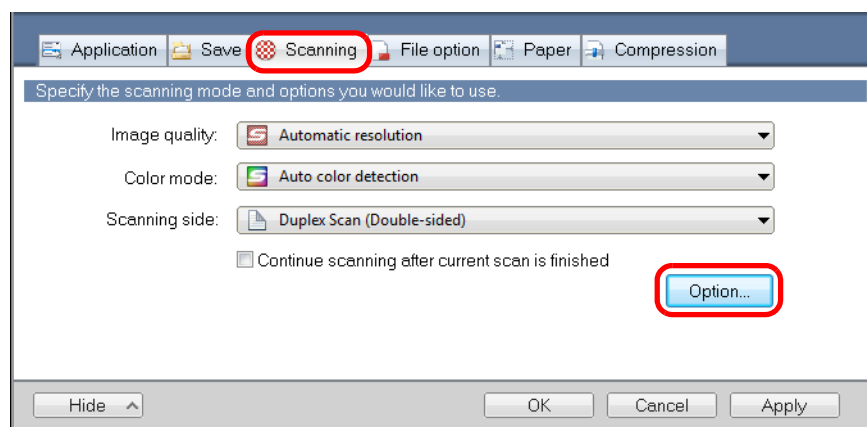 Application Save Scanning File option Paper Compression
Specify the scanning mode and options you would like to use.
Image quality: Automatic resolution
Color mode: Auto color detection
Scanning side: Duplex Scan (Double-sided)
Continue scanning after current scan is finished
Option...
Hide OK Cancel Apply